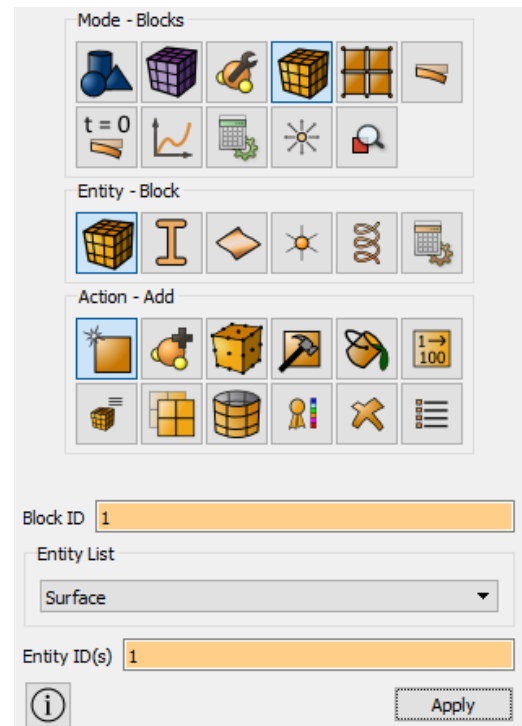 Mode - Blocks
t = 0
Entity - Block
Action - Add
1→
100
Block ID 1
Entity List
Surface
Entity ID(s) 1
i Apply